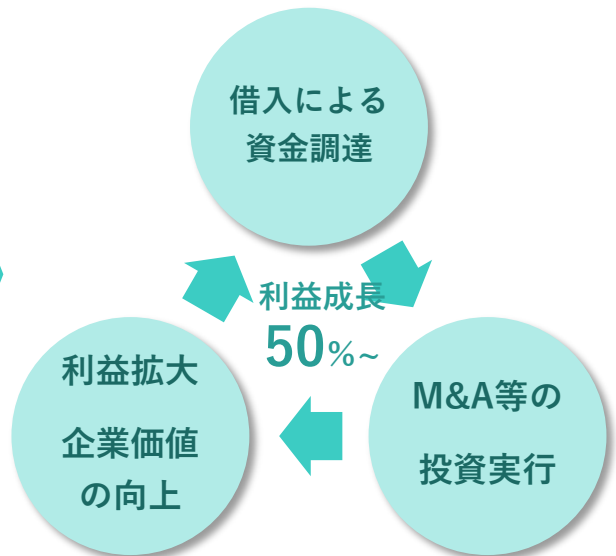 借入による
資金調達
利益成長
50%~
利益拡大
企業価値
の向上
M&A等の
投資実行